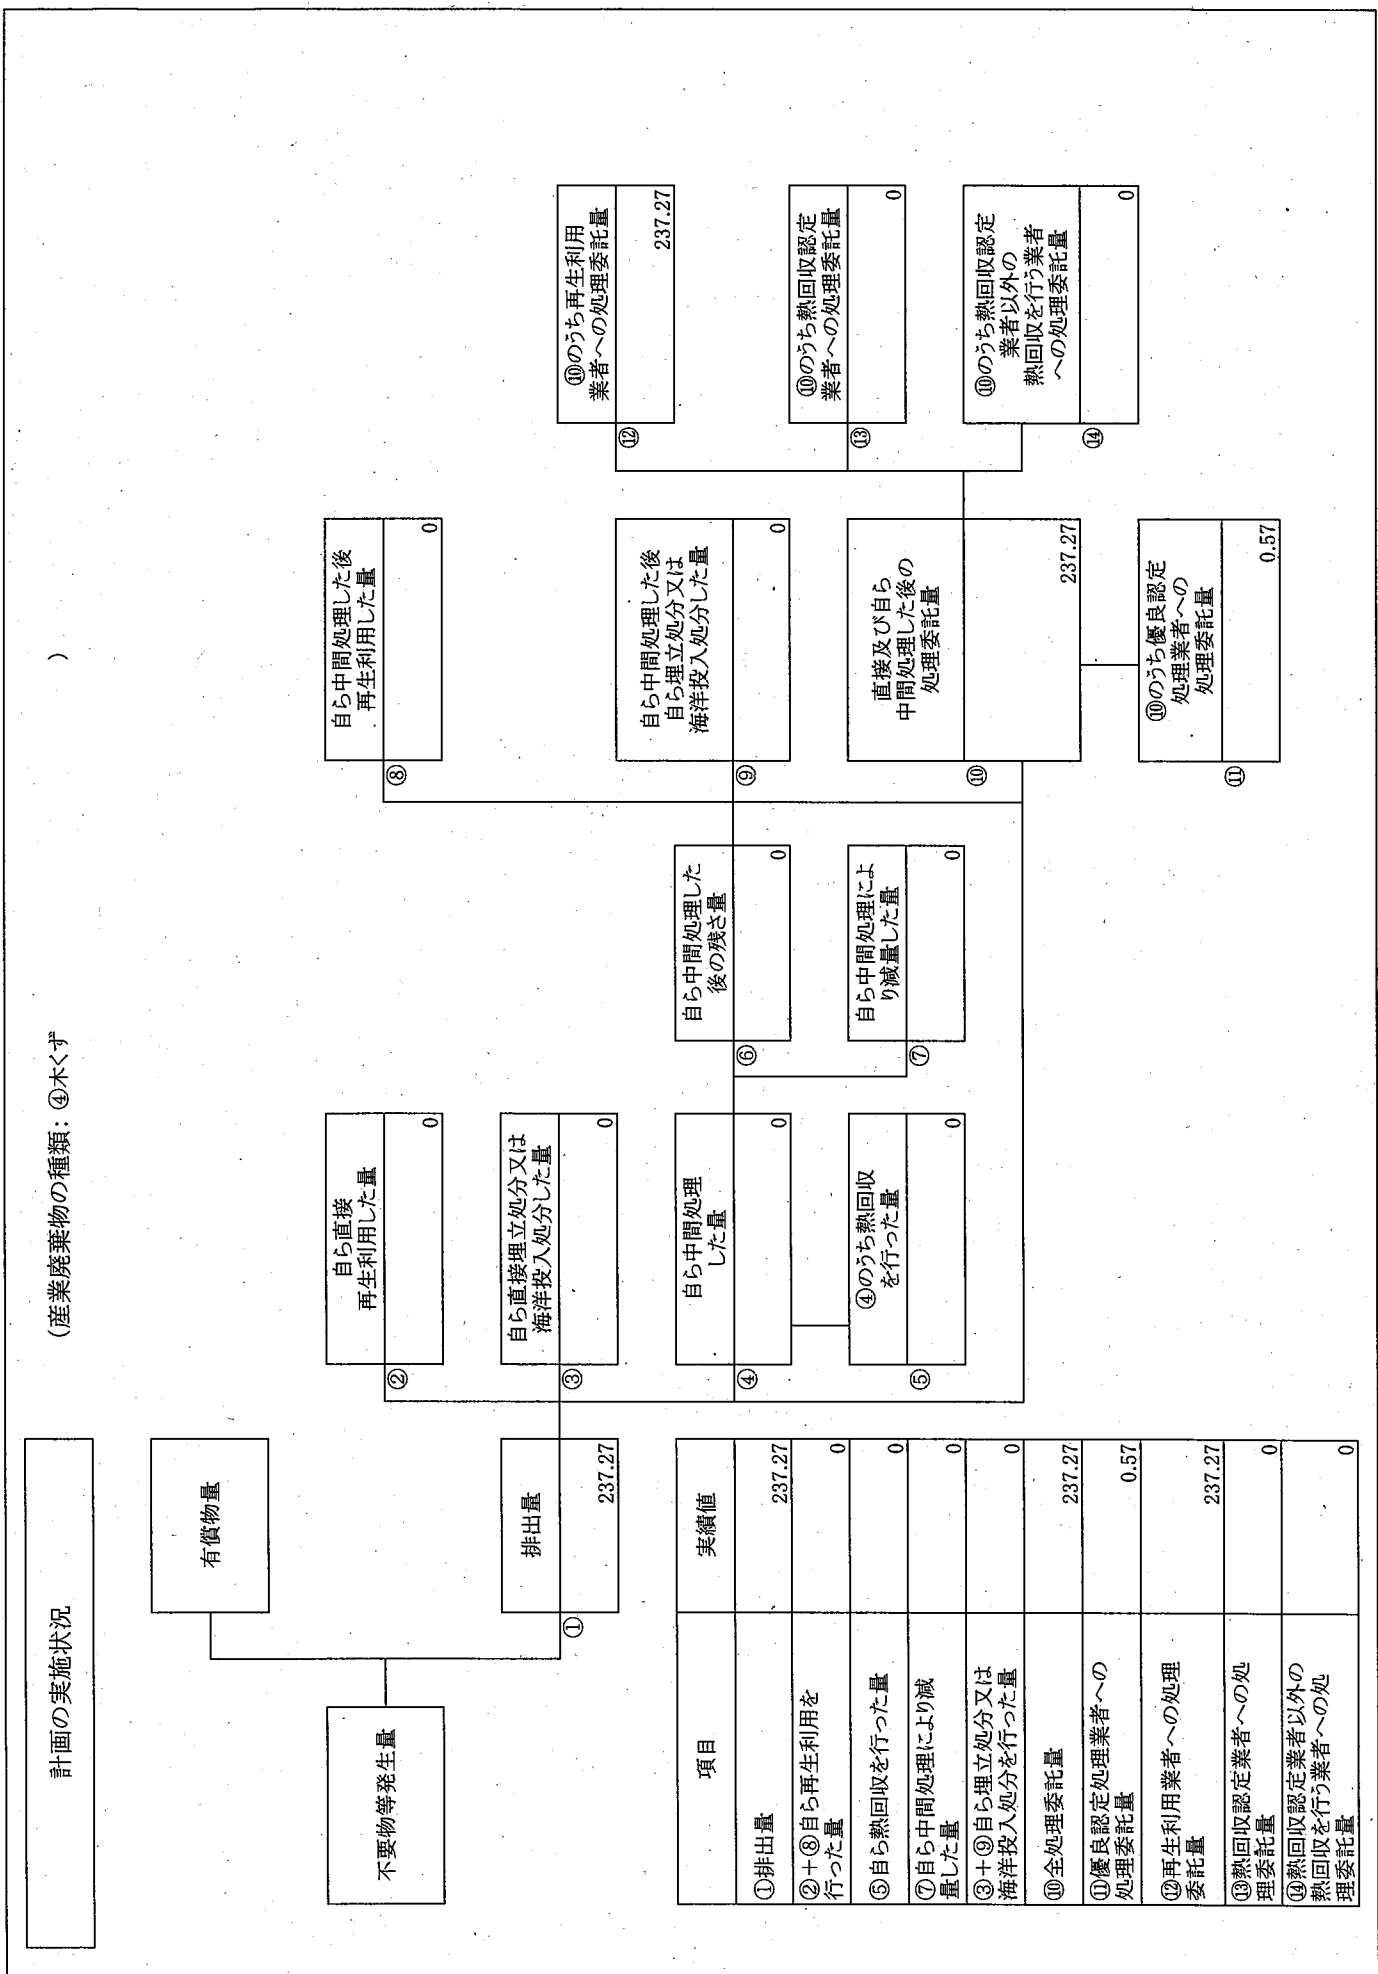 計画の実施状況
(産業廃棄物の種類：④木くず
)
不要物等発生量
有償物量
①
排出量
237.27
②
自ら直接
再生利用した量
0
③
自ら直接埋立処分又は
海洋投入処分した量
0
④
自ら中間処理
した量
0
⑤
④のうち熱回収
を行った量
0
⑥
自ら中間処理した
後の残さ量
0
⑦
自ら中間処理によ
り減量した量
0
⑧
自ら中間処理した後
再生利用した量
0
⑨
自ら中間処理した後
自ら埋立処分又は
海洋投入処分した量
0
⑩
直接及び自ら
中間処理した後の
処理委託量
237.27
⑪
⑩のうち優良認定
処理業者への
処理委託量
0.57
⑫
⑩のうち再生利用
業者への処理委託量
237.27
⑬
⑩のうち熱回収認定
業者への処理委託量
0
⑭
⑩のうち熱回収認定
業者以外の
熱回収を行う業者
への処理委託量
0
項目
実績値
①排出量
237.27
②＋⑧自ら再生利用を
行った量
0
⑤自ら熱回収を行った量
0
⑦自ら中間処理により減
量した量
0
③＋⑨自ら埋立処分又は
海洋投入処分を行った量
0
⑩全処理委託量
237.27
⑪優良認定処理業者への
処理委託量
0.57
⑫再生利用業者への処理
委託量
237.27
⑬熱回収認定業者への処
理委託量
0
⑭熱回収認定業者以外の
熱回収を行う業者への処
理委託量
0